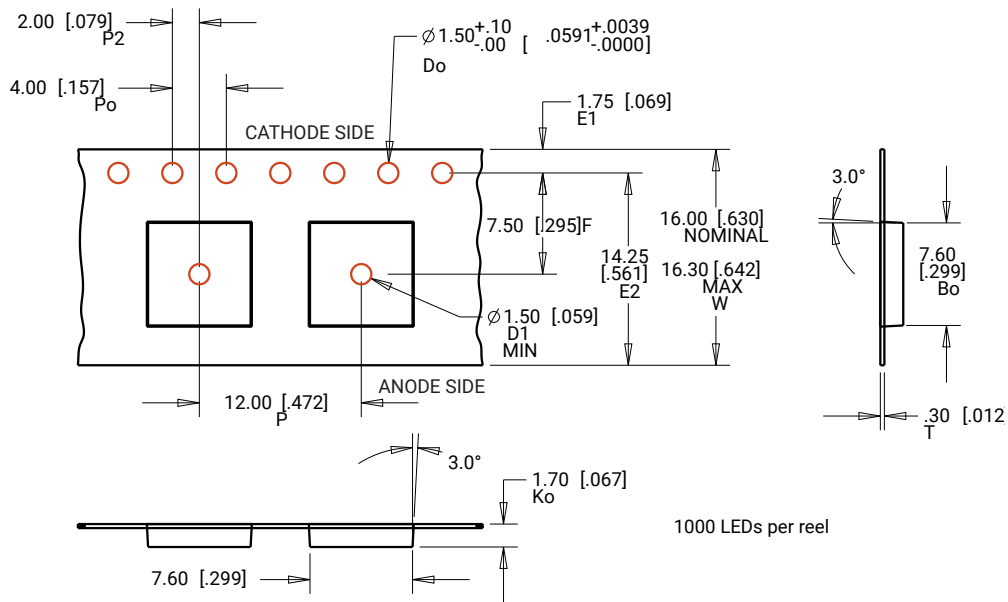 2.00 [.079]
P2
4.00 [.157]
Po
Ø1.50+.10 -.00 [ .0591+.0039 -.0000]
Do
1.75 [.069]
E1
CATHODE SIDE
7.50 [.295]F
14.25
[.561]
E2
16.00 [.630]
NOMINAL
16.30 [.642]
MAX
W
3.0°
7.60
[.299]
Bo
Ø1.50 [.059]
D1
MIN
ANODE SIDE
12.00 [.472]
P
.30 [.012]
T
3.0°
1.70 [.067]
Ko
1000 LEDs per reel
7.60 [.299]